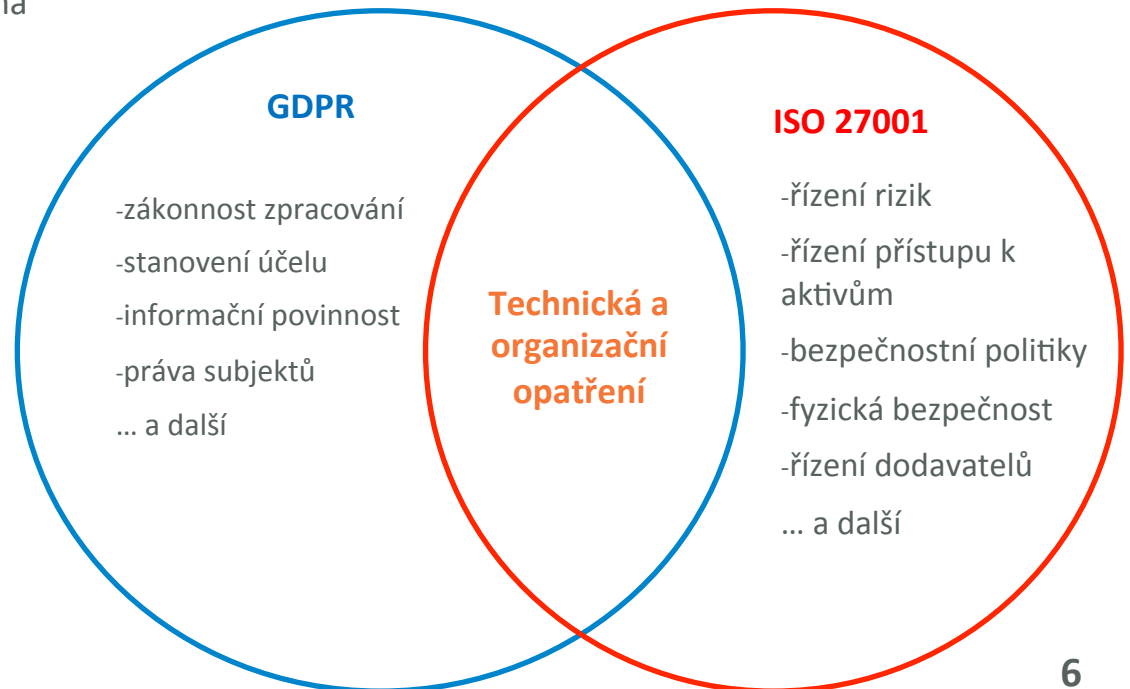 ná
GDPR
-zákonnost zpracování
-stanovení účelu
-informační povinnost
-práva subjektů
... a další
Technická a
organizační
opatření
ISO 27001
-řízení rizik
-řízení přístupu k
aktivům
-bezpečnostní politiky
-fyzická bezpečnost
-řízení dodavatelů
... a další
6